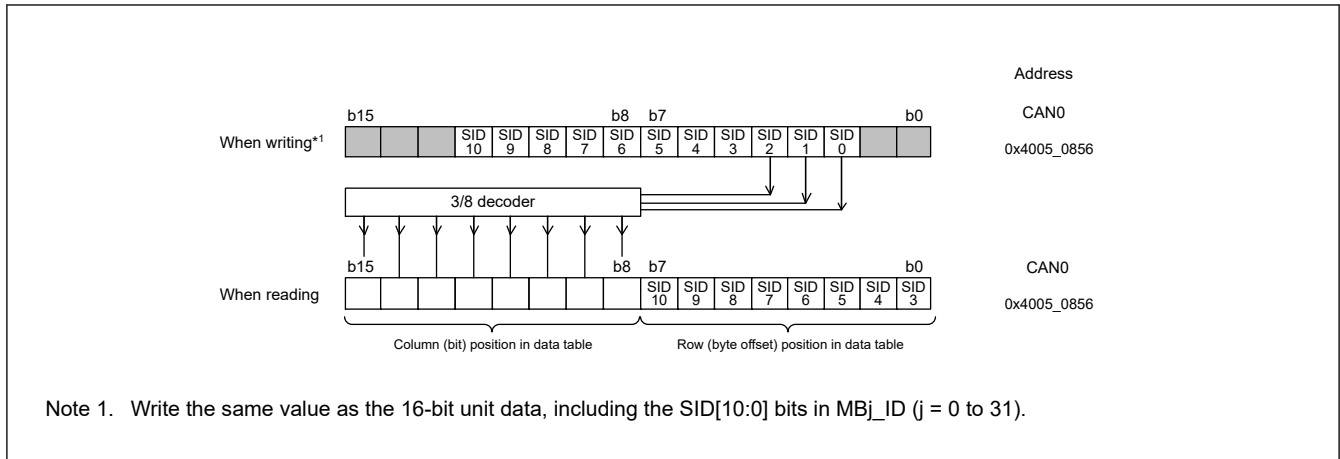 Address
b15 b8 b7 b0 CAN0
When writing*1 SID 10 SID 9 SID 8 SID 7 SID 6 SID 5 SID 4 SID 3 SID 2 SID 1 SID 0 0x4005_0856
3/8 decoder
b15 b8 b7 b0 CAN0
When reading SID 10 SID 9 SID 8 SID 7 SID 6 SID 5 SID 4 SID 3 0x4005_0856
Column (bit) position in data table Row (byte offset) position in data table
Note 1. Write the same value as the 16-bit unit data, including the SID[10:0] bits in MBj_ID (j = 0 to 31).